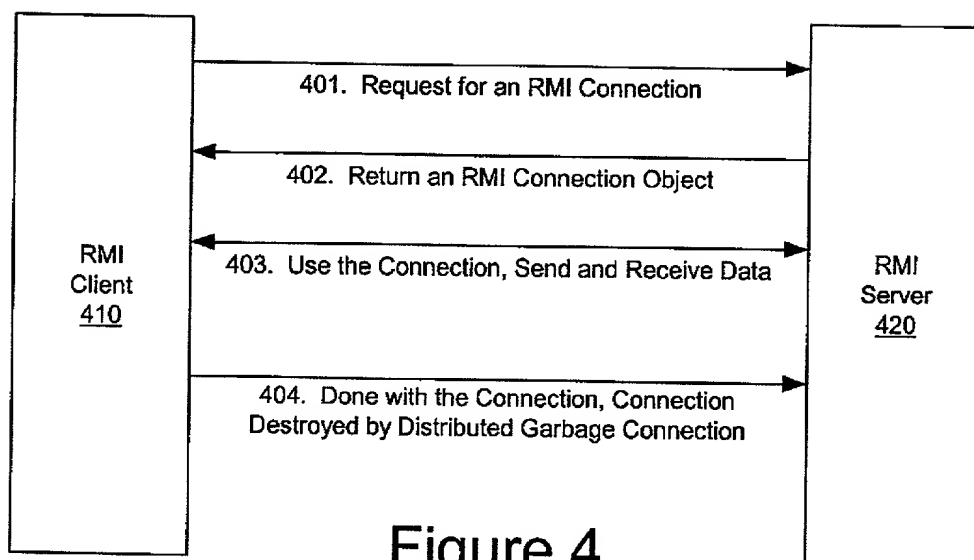 401. Request for an RMI Connection
402. Return an RMI Connection Object
RMI
Client
410
403. Use the Connection, Send and Receive Data
RMI
Server
420
404. Done with the Connection, Connection
Destroyed by Distributed Garbage Connection
Figure 4